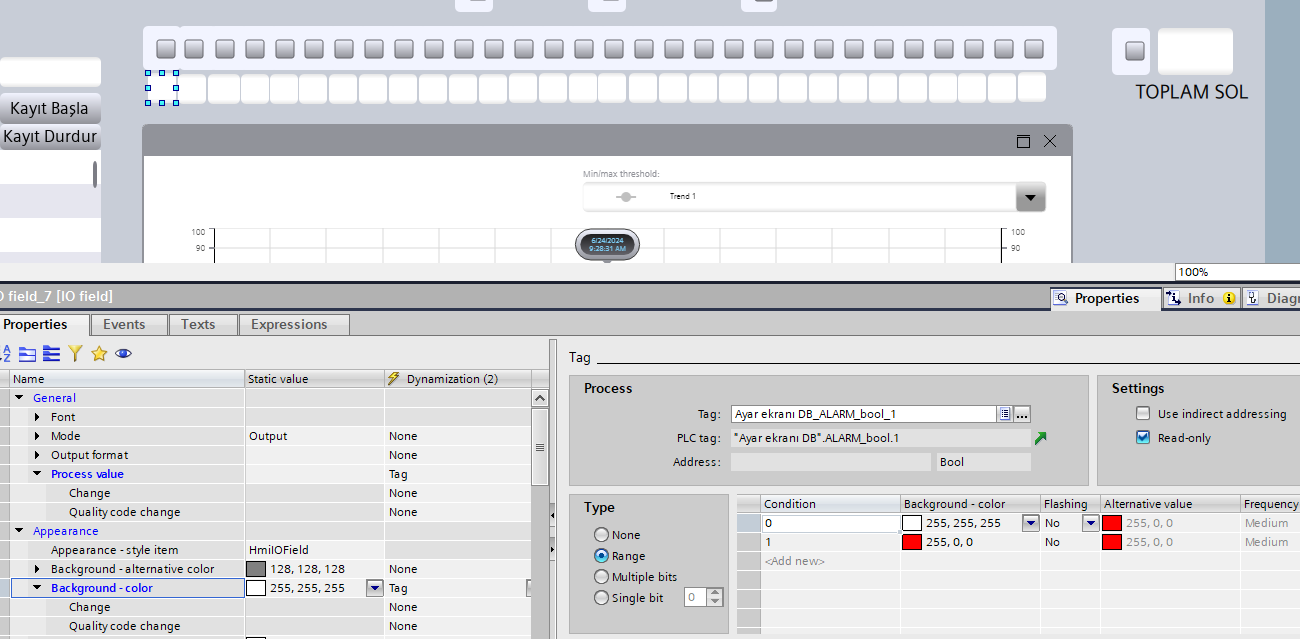 TOPLAM SOL
Kayıt Başla
Kayıt Durdur
Min/max threshold:
Trend 1
100
90
6/24/2024
9:28:31 AM
100
90
100%
O field_7 [IO field]
Properties
Info
Diag
Properties
Events
Texts
Expressions
Name
Static value
Dynamization (2)
General
Font
Mode
Output
None
Output format
None
Process value
Tag
Change
None
Quality code change
None
Appearance
Appearance - style item
HmiIOField
Background - alternative color
128, 128, 128
None
Background - color
255, 255, 255
Tag
Change
None
Quality code change
None
Tag
Process
Tag:
Ayar ekranı DB_ALARM_bool_1
...
PLC tag:
"Ayar ekranı DB".ALARM_bool.1
Address:
Bool
Settings
Use indirect addressing
Read-only
Type
None
Range
Multiple bits
Single bit
0
Condition
Background - color
Flashing
Alternative value
Frequency
0
255, 255, 255
No
255, 0, 0
Medium
1
255, 0, 0
No
255, 0, 0
Medium
<Add new>